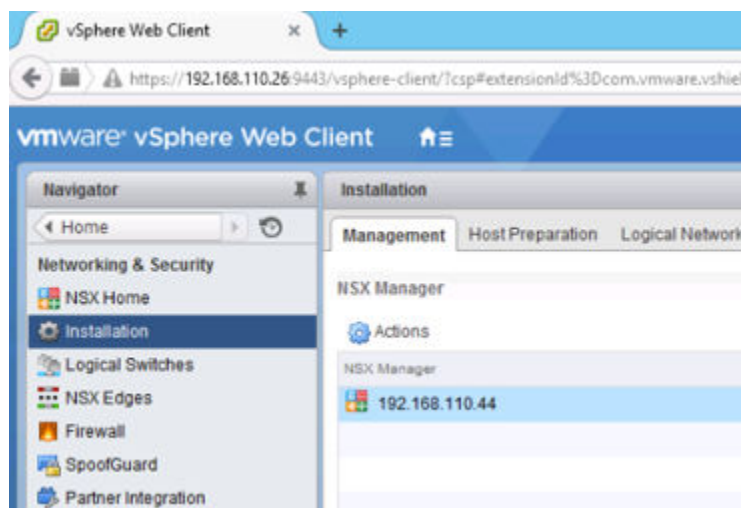 vSphere Web Client
https://192.168.110.26:9443/vsphere-client/?csp#extensionId%3Dcom.vmware.vshiel
vmware vSphere Web Client
Navigator
Home
Networking & Security
NSX Home
Installation
Logical Switches
NSX Edges
Firewall
SpoofGuard
Partner Integration
Installation
Management Host Preparation Logical Network
NSX Manager
Actions
NSX Manager
192.168.110.44